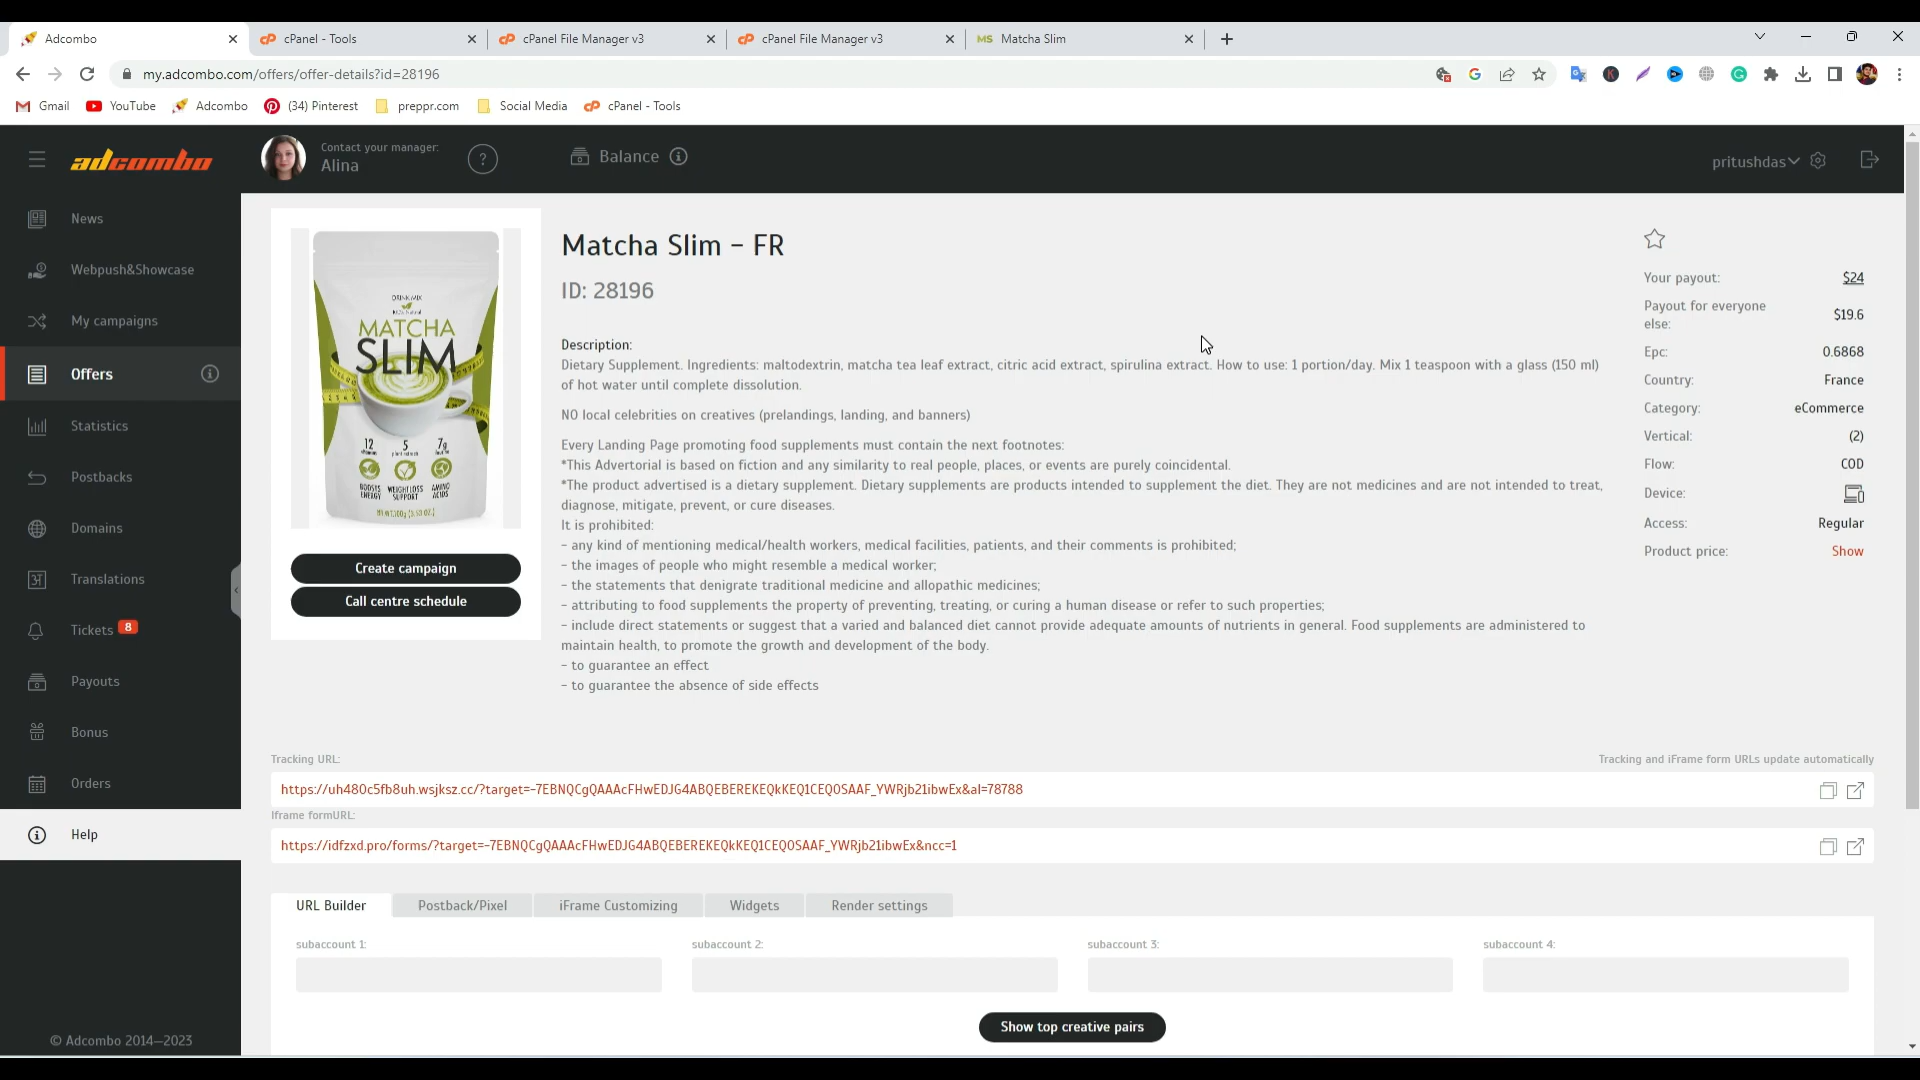 Adcombo
cPanel - Tools
cPanel File Manager v3
cPanel File Manager v3
MS Matcha Slim
my.adcombo.com/offers/offer-details?id=28196
Gmail
YouTube
Adcombo
(34) Pinterest
preppr.com
Social Media
cPanel - Tools
adcombo
Contact your manager:
Alina
?
Balance
pritushdas
News
Webpush&Showcase
My campaigns
Offers
Statistics
Postbacks
Domains
Translations
Tickets 8
Payouts
Bonus
Orders
Help
© Adcombo 2014—2023
DRINK MIX
MATCHA
SLIM
12
5
7g
BOOSTS
ENERGY
WEIGHT LOSS
SUPPORT
AMINO
ACIDS
Create campaign
Call centre schedule
Matcha Slim - FR
ID: 28196
Description:
Dietary Supplement. Ingredients: maltodextrin, matcha tea leaf extract, citric acid extract, spirulina extract. How to use: 1 portion/day. Mix 1 teaspoon with a glass (150 ml)
of hot water until complete dissolution.
NO local celebrities on creatives (prelandings, landing, and banners)
Every Landing Page promoting food supplements must contain the next footnotes:
*This Advertorial is based on fiction and any similarity to real people, places, or events are purely coincidental.
*The product advertised is a dietary supplement. Dietary supplements are products intended to supplement the diet. They are not medicines and are not intended to treat,
diagnose, mitigate, prevent, or cure diseases.
It is prohibited:
- any kind of mentioning medical/health workers, medical facilities, patients, and their comments is prohibited;
- the images of people who might resemble a medical worker;
- the statements that denigrate traditional medicine and allopathic medicines;
- attributing to food supplements the property of preventing, treating, or curing a human disease or refer to such properties;
- include direct statements or suggest that a varied and balanced diet cannot provide adequate amounts of nutrients in general. Food supplements are administered to
maintain health, to promote the growth and development of the body.
- to guarantee an effect
- to guarantee the absence of side effects
Your payout: $24
Payout for everyone
else: $19.6
Epc: 0.6868
Country: France
Category: eCommerce
Vertical: (2)
Flow: COD
Device:
Access: Regular
Product price: Show
Tracking URL:
Tracking and iFrame form URLs update automatically
https://uh480c5fb8uh.wsjksz.cc/?target=-7EBNQCgQAAAcFHwEDJG4ABQEBEREKEQkKEQ1CEQOSAAF_YWRjb21ibwEx&al=78788
Iframe formURL:
https://idfzxd.pro/forms/?target=-7EBNQCgQAAAcFHwEDJG4ABQEBEREKEQkKEQ1CEQOSAAF_YWRjb21ibwEx&ncc=1
URL Builder
Postback/Pixel
iFrame Customizing
Widgets
Render settings
subaccount 1:
subaccount 2:
subaccount 3:
subaccount 4:
Show top creative pairs